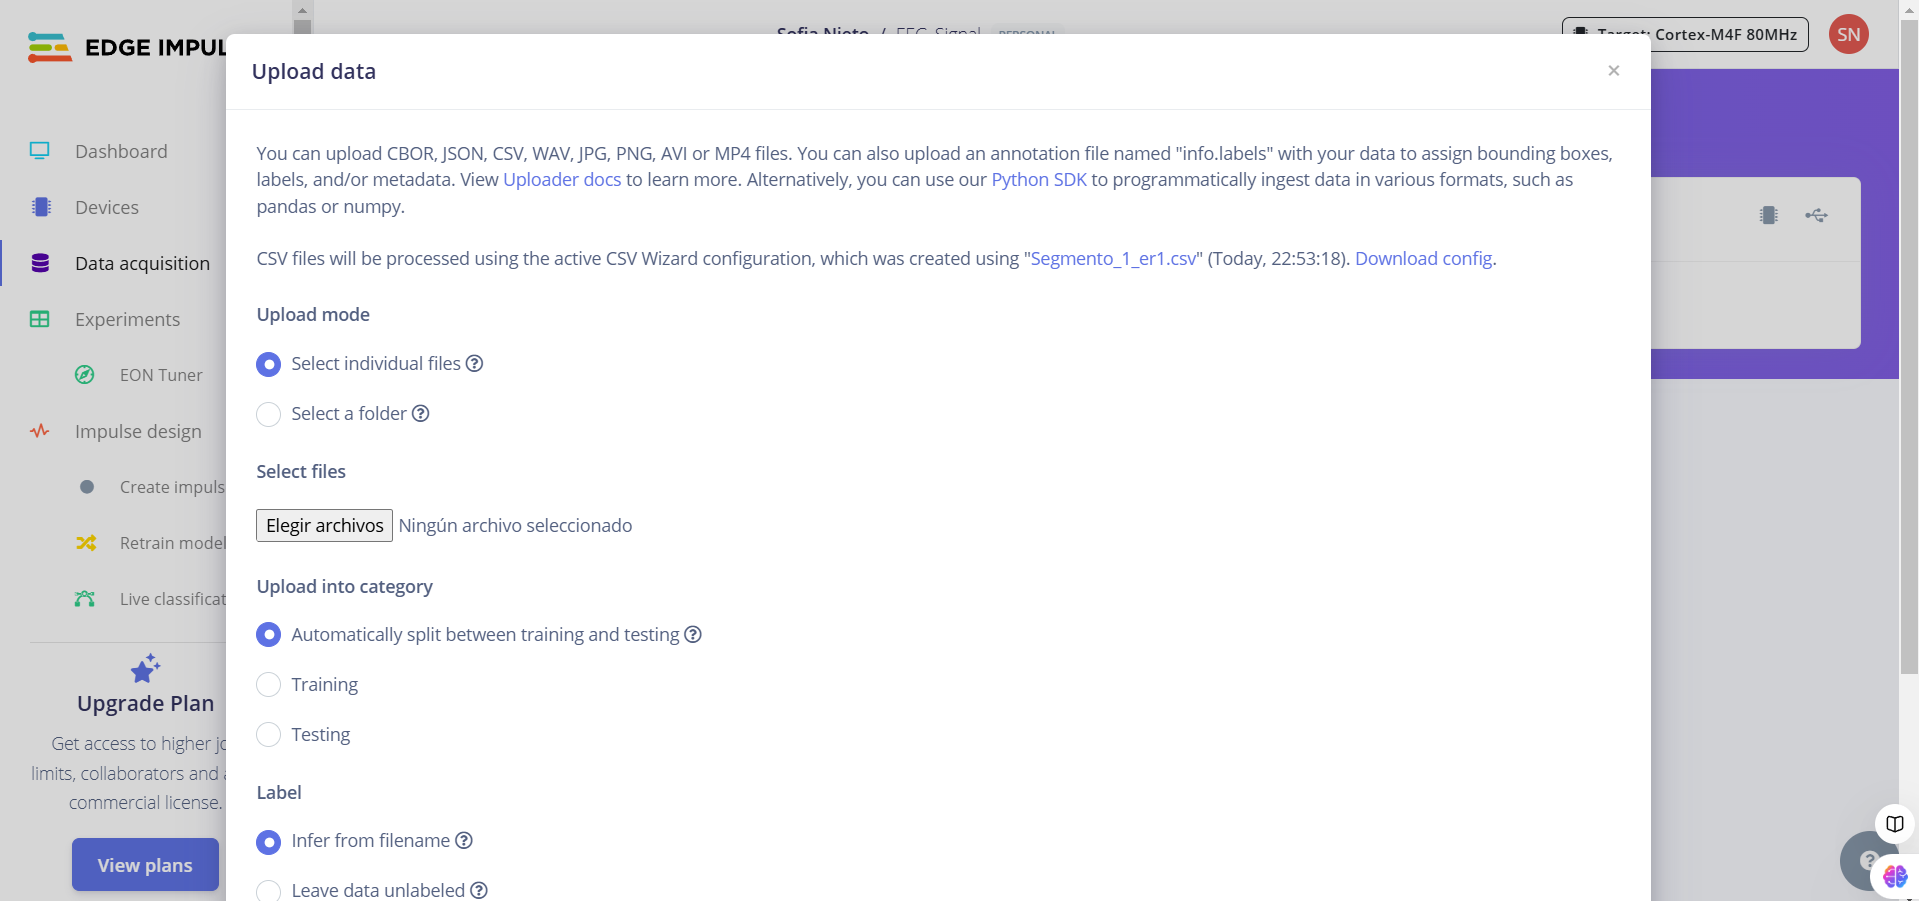 EDGE IMPUL
Sofia Nieto / EEG_Signal PERSONAL
Target: Cortex-M4F 80MHz
SN
Dashboard
Devices
Data acquisition
Experiments
EON Tuner
Impulse design
Create impuls
Retrain model
Live classificat
Upgrade Plan
Get access to higher jo
limits, collaborators and a
commercial license.
View plans
Upload data
×
You can upload CBOR, JSON, CSV, WAV, JPG, PNG, AVI or MP4 files. You can also upload an annotation file named "info.labels" with your data to assign bounding boxes,
labels, and/or metadata. View Uploader docs to learn more. Alternatively, you can use our Python SDK to programmatically ingest data in various formats, such as
pandas or numpy.
CSV files will be processed using the active CSV Wizard configuration, which was created using "Segmento_1_er1.csv" (Today, 22:53:18). Download config.
Upload mode
Select individual files ?
Select a folder ?
Select files
Elegir archivos Ningún archivo seleccionado
Upload into category
Automatically split between training and testing ?
Training
Testing
Label
Infer from filename ?
Leave data unlabeled ?
?